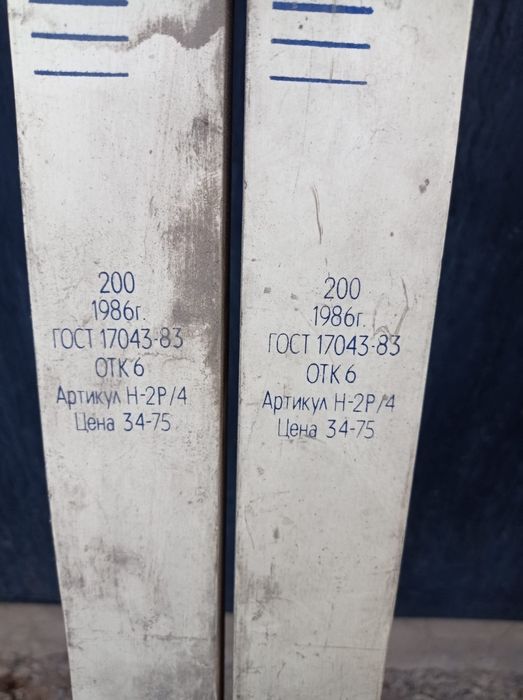 200
1986г.
ГОСТ 17043-83
ОТК 6
Артикул Н-2Р/4
Цена 34-75
200
1986г.
ГОСТ 17043-83
ОТК 6
Артикул Н-2Р/4
Цена 34-75